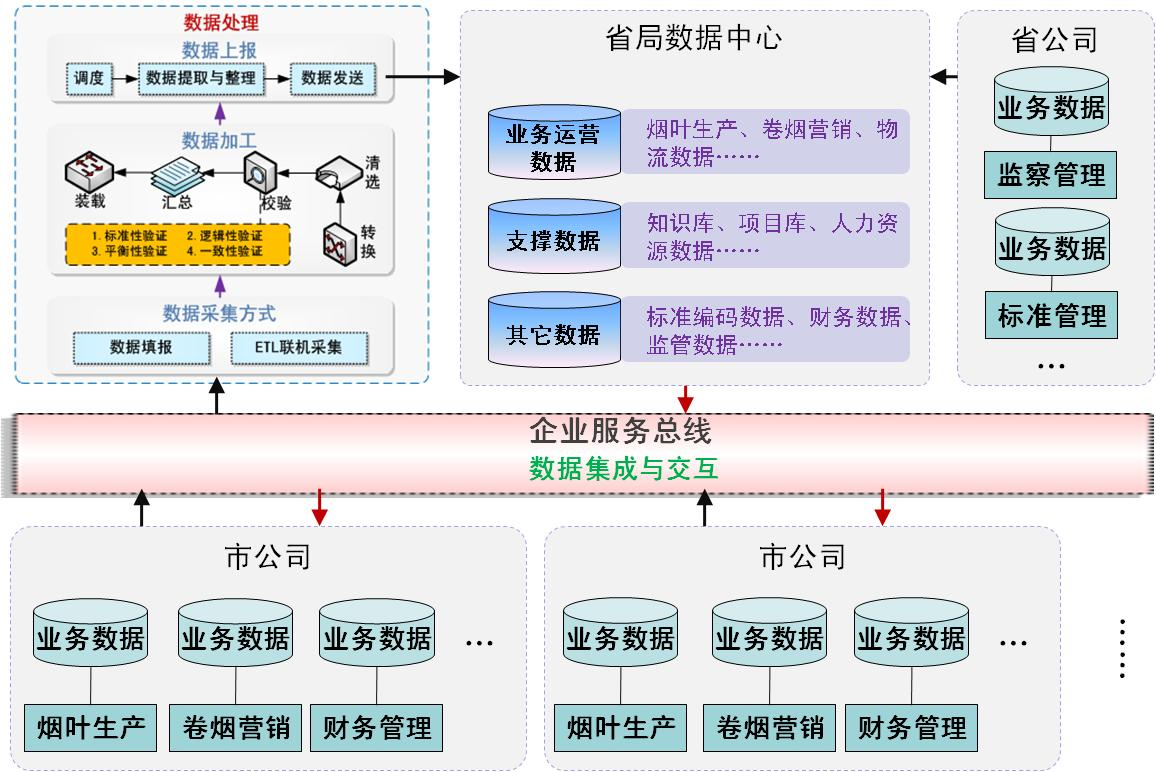 数据处理
数据上报
调度
数据提取与整理
数据发送
数据加工
装载
汇总
校验
清
选
转
换
1.标准性验证 2.逻辑性验证
3.平衡性验证 4.一致性验证
数据采集方式
数据填报
ETL联机采集
省局数据中心
业务运营
数据
烟叶生产、卷烟营销、物
流数据……
支撑数据
知识库、项目库、人力资
源数据……
其它数据
标准编码数据、财务数据、
监管数据……
省公司
业务数据
监察管理
业务数据
标准管理
…
企业服务总线
数据集成与交互
市公司
业务数据
业务数据
业务数据
…
烟叶生产
卷烟营销
财务管理
市公司
业务数据
业务数据
业务数据
…
烟叶生产
卷烟营销
财务管理
……